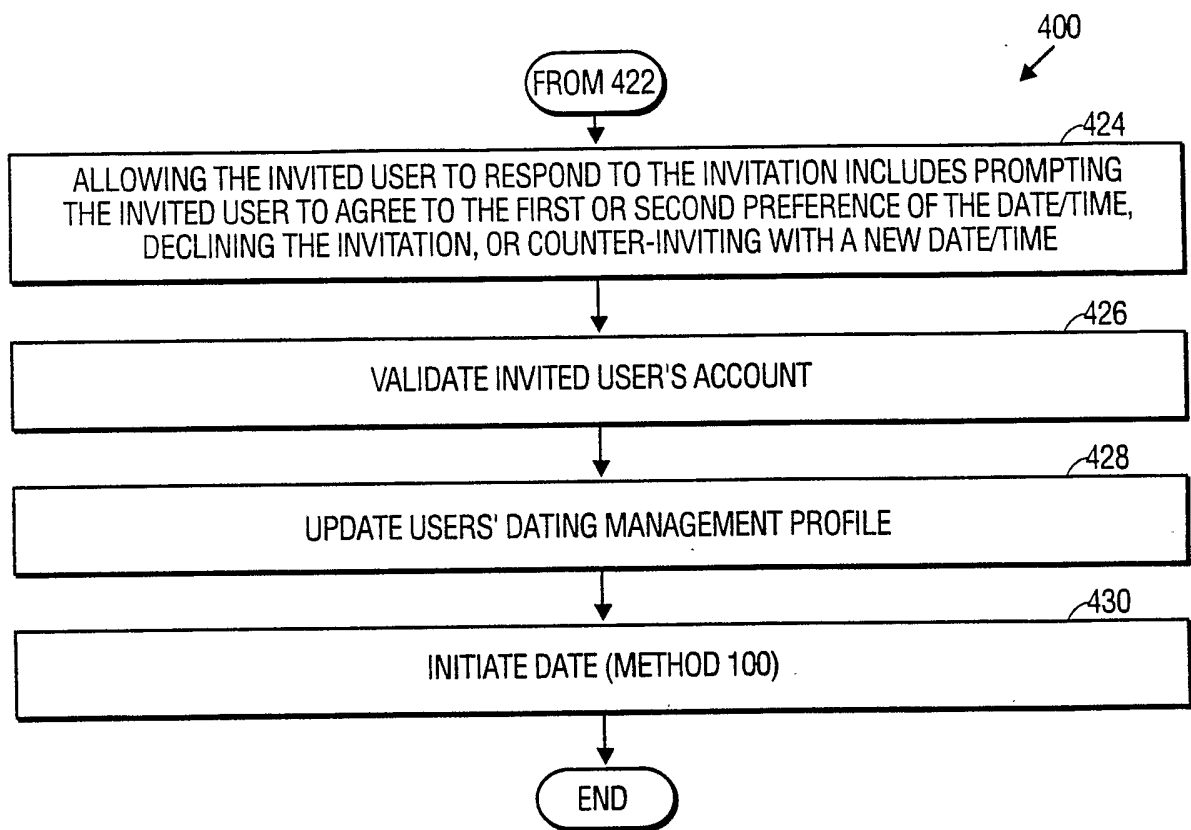 400
FROM 422
424
ALLOWING THE INVITED USER TO RESPOND TO THE INVITATION INCLUDES PROMPTING
THE INVITED USER TO AGREE TO THE FIRST OR SECOND PREFERENCE OF THE DATE/TIME,
DECLINING THE INVITATION, OR COUNTER-INVITING WITH A NEW DATE/TIME
426
VALIDATE INVITED USER'S ACCOUNT
428
UPDATE USERS' DATING MANAGEMENT PROFILE
430
INITIATE DATE (METHOD 100)
END